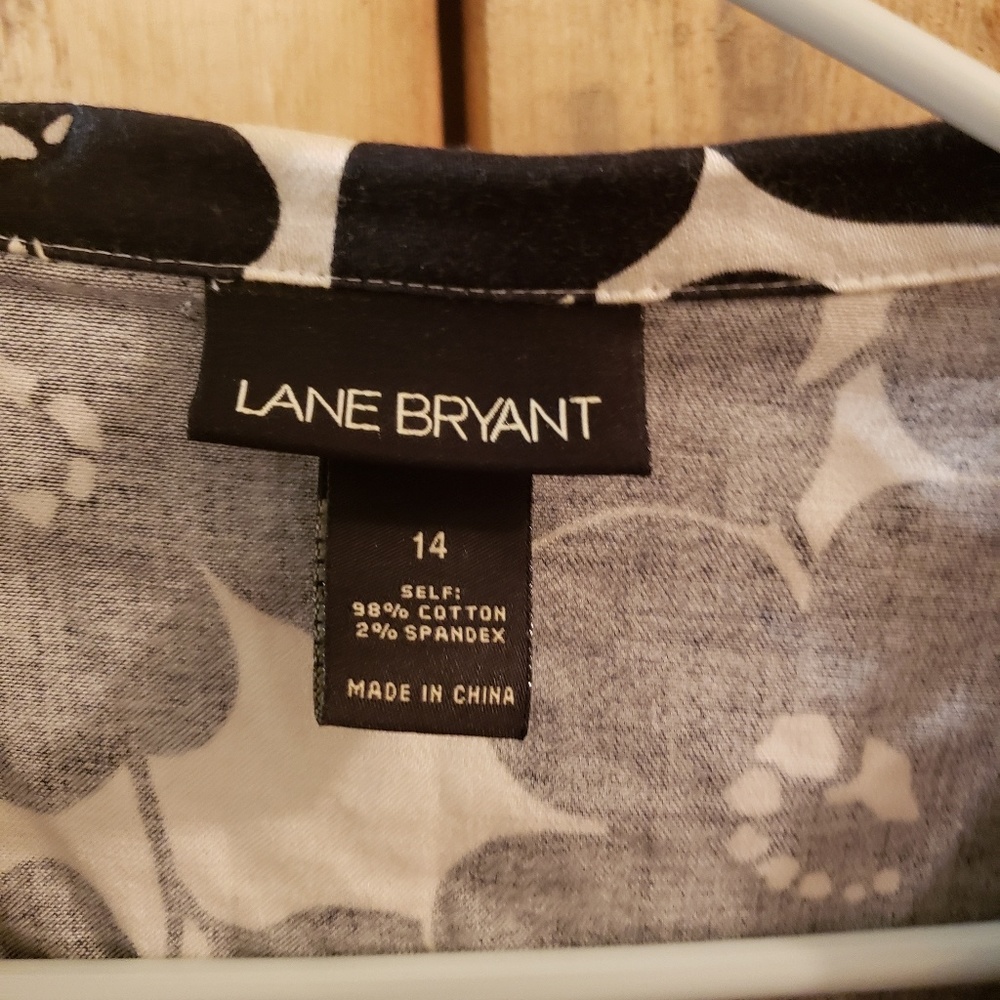 LANE BRYANT
14
SELF:
98% COTTON
2% SPANDEX
MADE IN CHINA